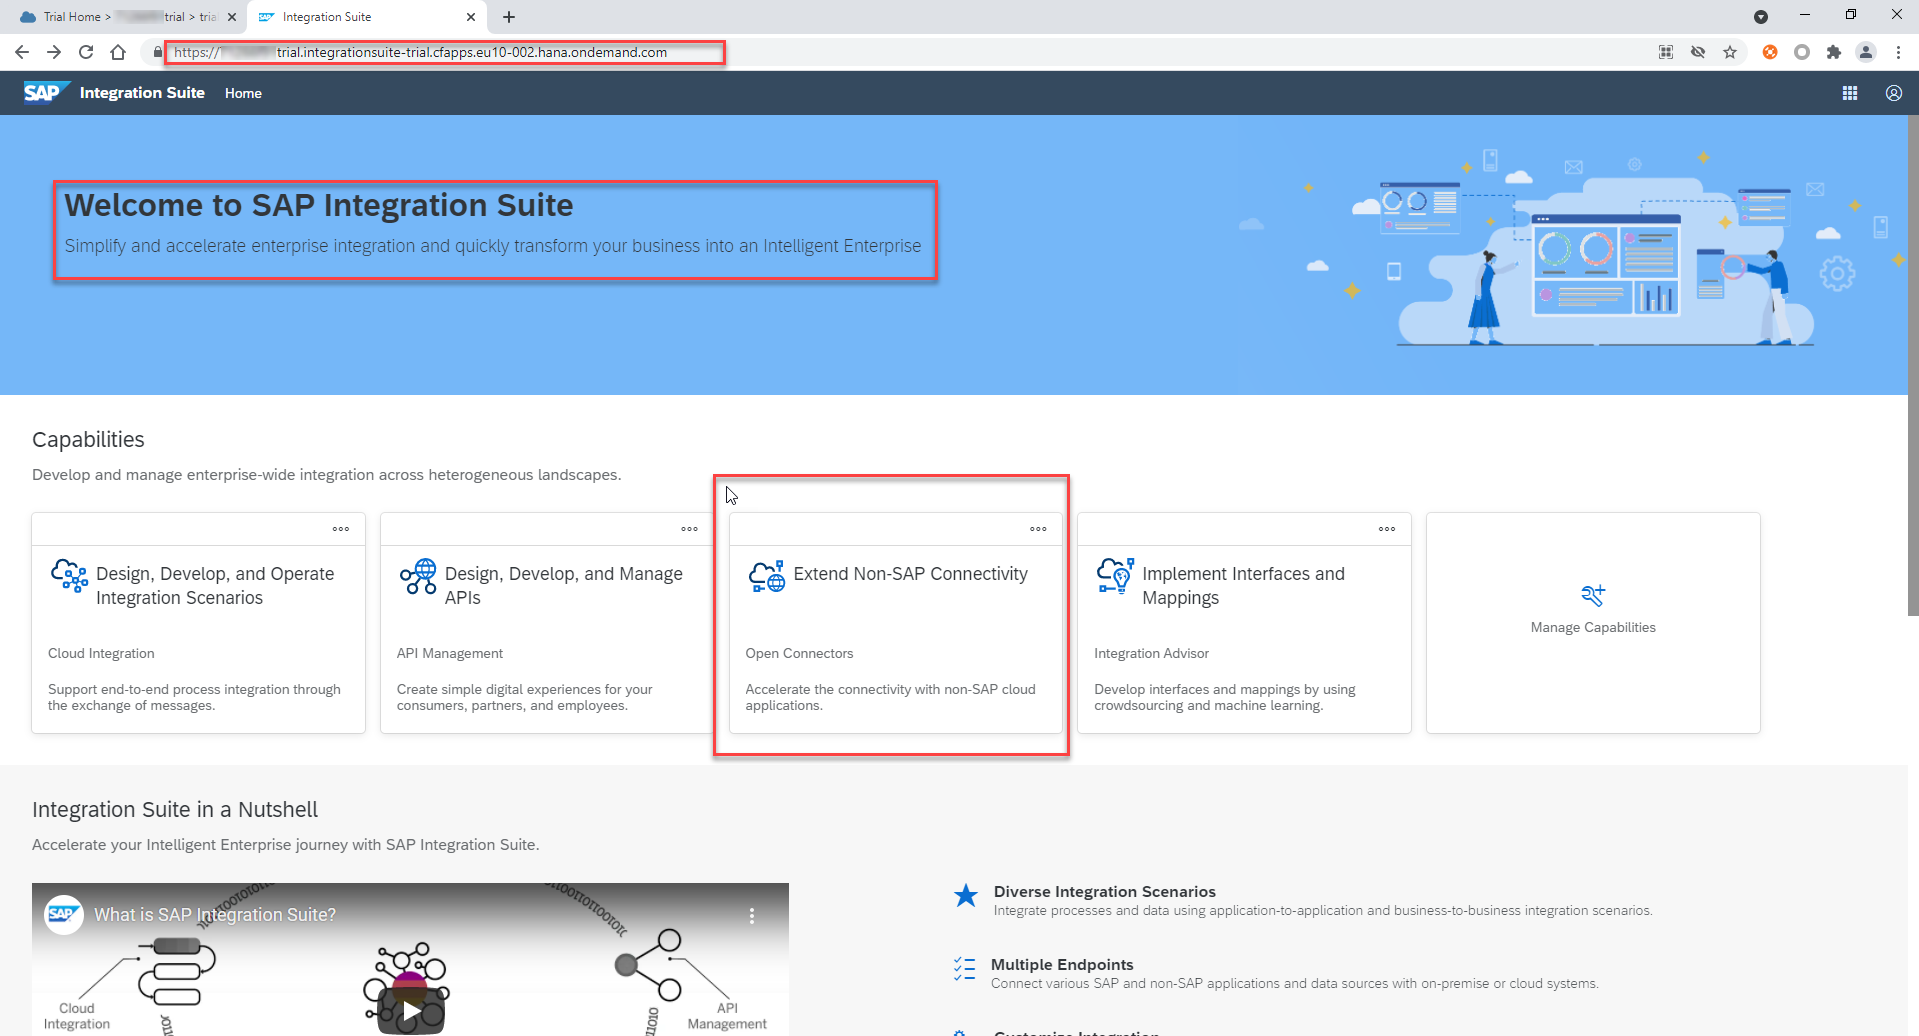 Trial Home > trial > tria
Integration Suite
https:// trial.integrationsuite-trial.cfapps.eu10-002.hana.ondemand.com
SAP Integration Suite Home
Welcome to SAP Integration Suite
Simplify and accelerate enterprise integration and quickly transform your business into an Intelligent Enterprise
Capabilities
Develop and manage enterprise-wide integration across heterogeneous landscapes.
Design, Develop, and Operate
Integration Scenarios
Cloud Integration
Support end-to-end process integration through
the exchange of messages.
Design, Develop, and Manage
APIs
API Management
Create simple digital experiences for your
consumers, partners, and employees.
Extend Non-SAP Connectivity
Open Connectors
Accelerate the connectivity with non-SAP cloud
applications.
Implement Interfaces and
Mappings
Integration Advisor
Develop interfaces and mappings by using
crowdsourcing and machine learning.
Manage Capabilities
Integration Suite in a Nutshell
Accelerate your Intelligent Enterprise journey with SAP Integration Suite.
SAP What is SAP Integration Suite?
Cloud
Integration
API
Management
Diverse Integration Scenarios
Integrate processes and data using application-to-application and business-to-business integration scenarios.
Multiple Endpoints
Connect various SAP and non-SAP applications and data sources with on-premise or cloud systems.
Customize Integration